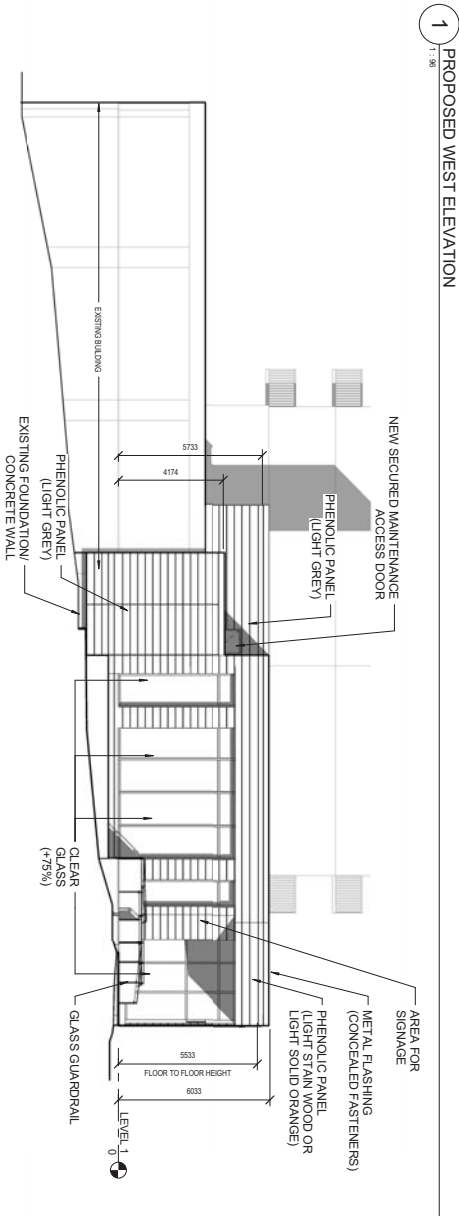 1
PROPOSED WEST ELEVATION
1 : 96
NEW SECURED MAINTENANCE
ACCESS DOOR
PHENOLIC PANEL
(LIGHT GREY)
AREA FOR
SIGNAGE
METAL FLASHING
(CONCEALED FASTENERS)
PHENOLIC PANEL
(LIGHT STAIN WOOD OR
LIGHT SOLID ORANGE)
5733
4174
EXISTING BUILDING
5533
FLOOR TO FLOOR HEIGHT
6033
LEVEL 1
0
PHENOLIC PANEL
(LIGHT GREY)
EXISTING FOUNDATION/
CONCRETE WALL
CLEAR
GLASS
(+75%)
GLASS GUARDRAIL